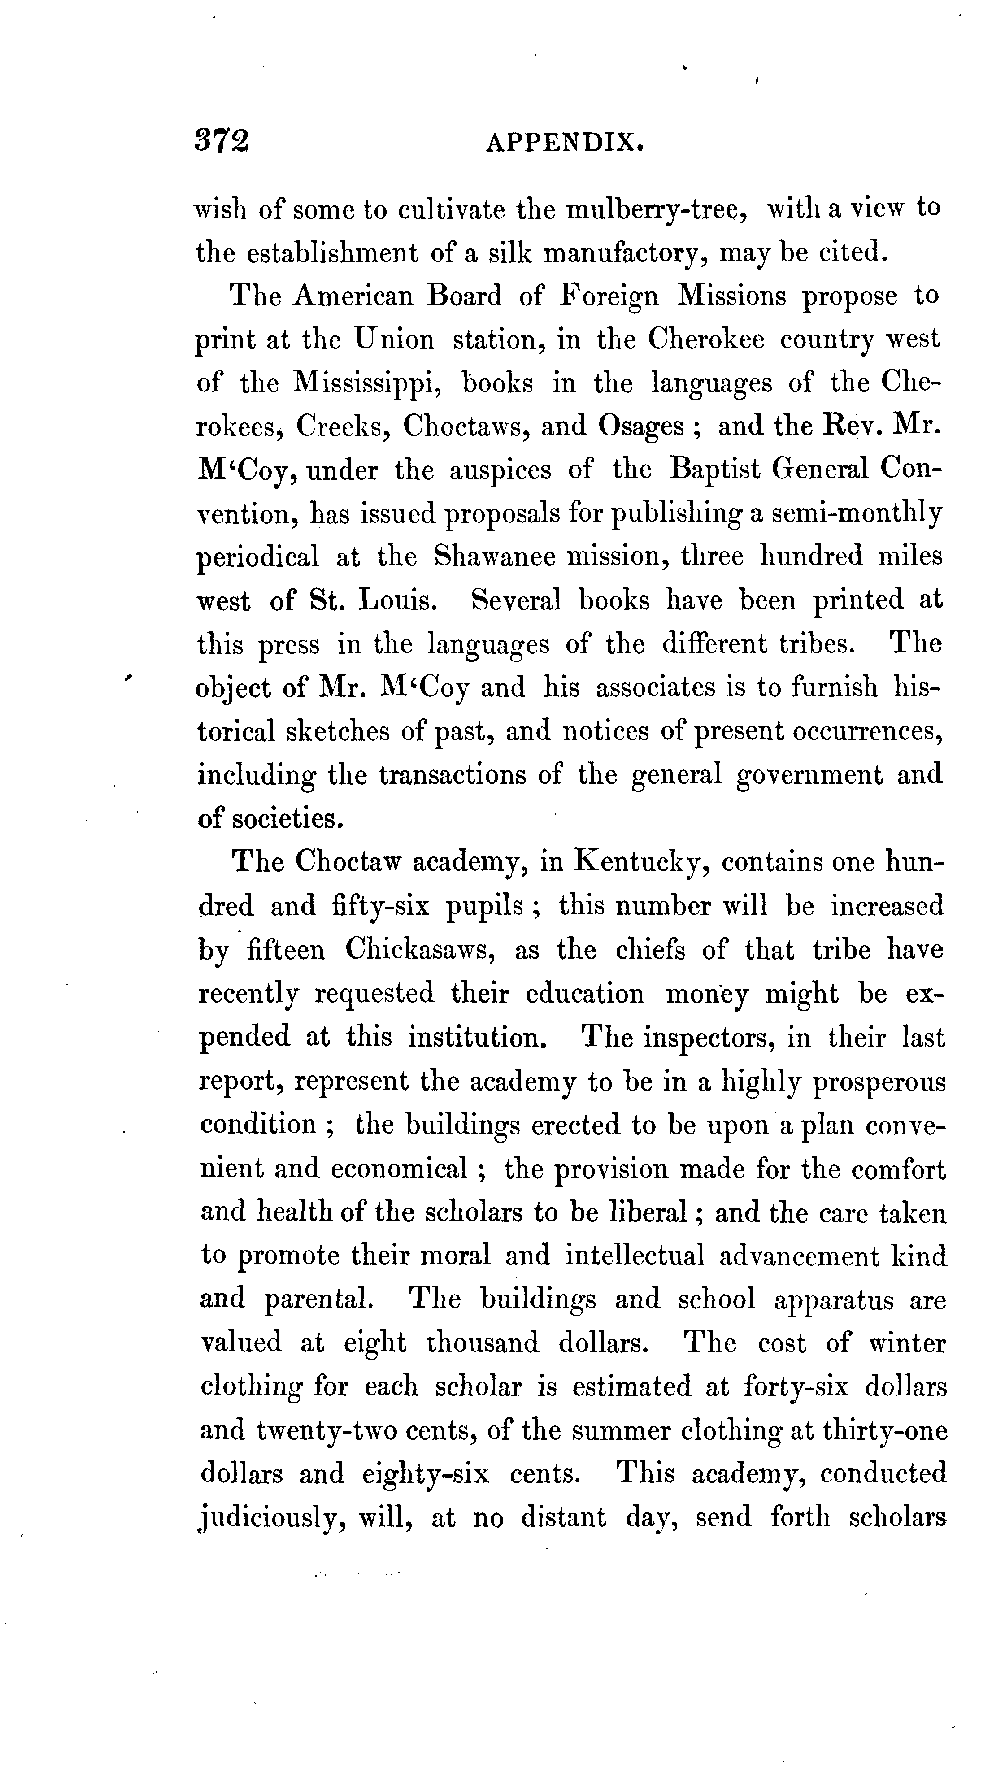 372 APPENDIX.
wish of some to cultivate the mulberry-tree, with a view to
the establishment of a silk manufactory, may be cited.
The American Board of Foreign Missions propose to
print at the Union station, in the Cherokee country west
of the Mississippi, books in the languages of the Che-
rokees, Creeks, Choctaws, and Osages ; and the Rev. Mr.
M‘Coy, under the auspices of the Baptist General Con-
vention, has issued proposals for publishing a semi-monthly
periodical at the Shawanee mission, three hundred miles
west of St. Louis. Several books have been printed at
this press in the languages of the different tribes. The
object of Mr. M‘Coy and his associates is to furnish his-
torical sketches of past, and notices of present occurrences,
including the transactions of the general government and
of societies.
The Choctaw academy, in Kentucky, contains one hun-
dred and fifty-six pupils ; this number will be increased
by fifteen Chickasaws, as the chiefs of that tribe have
recently requested their education money might be ex-
pended at this institution. The inspectors, in their last
report, represent the academy to be in a highly prosperous
condition ; the buildings erected to be upon a plan conve-
nient and economical ; the provision made for the comfort
and health of the scholars to be liberal ; and the care taken
to promote their moral and intellectual advancement kind
and parental. The buildings and school apparatus are
valued at eight thousand dollars. The cost of winter
clothing for each scholar is estimated at forty-six dollars
and twenty-two cents, of the summer clothing at thirty-one
dollars and eighty-six cents. This academy, conducted
judiciously, will, at no distant day, send forth scholars